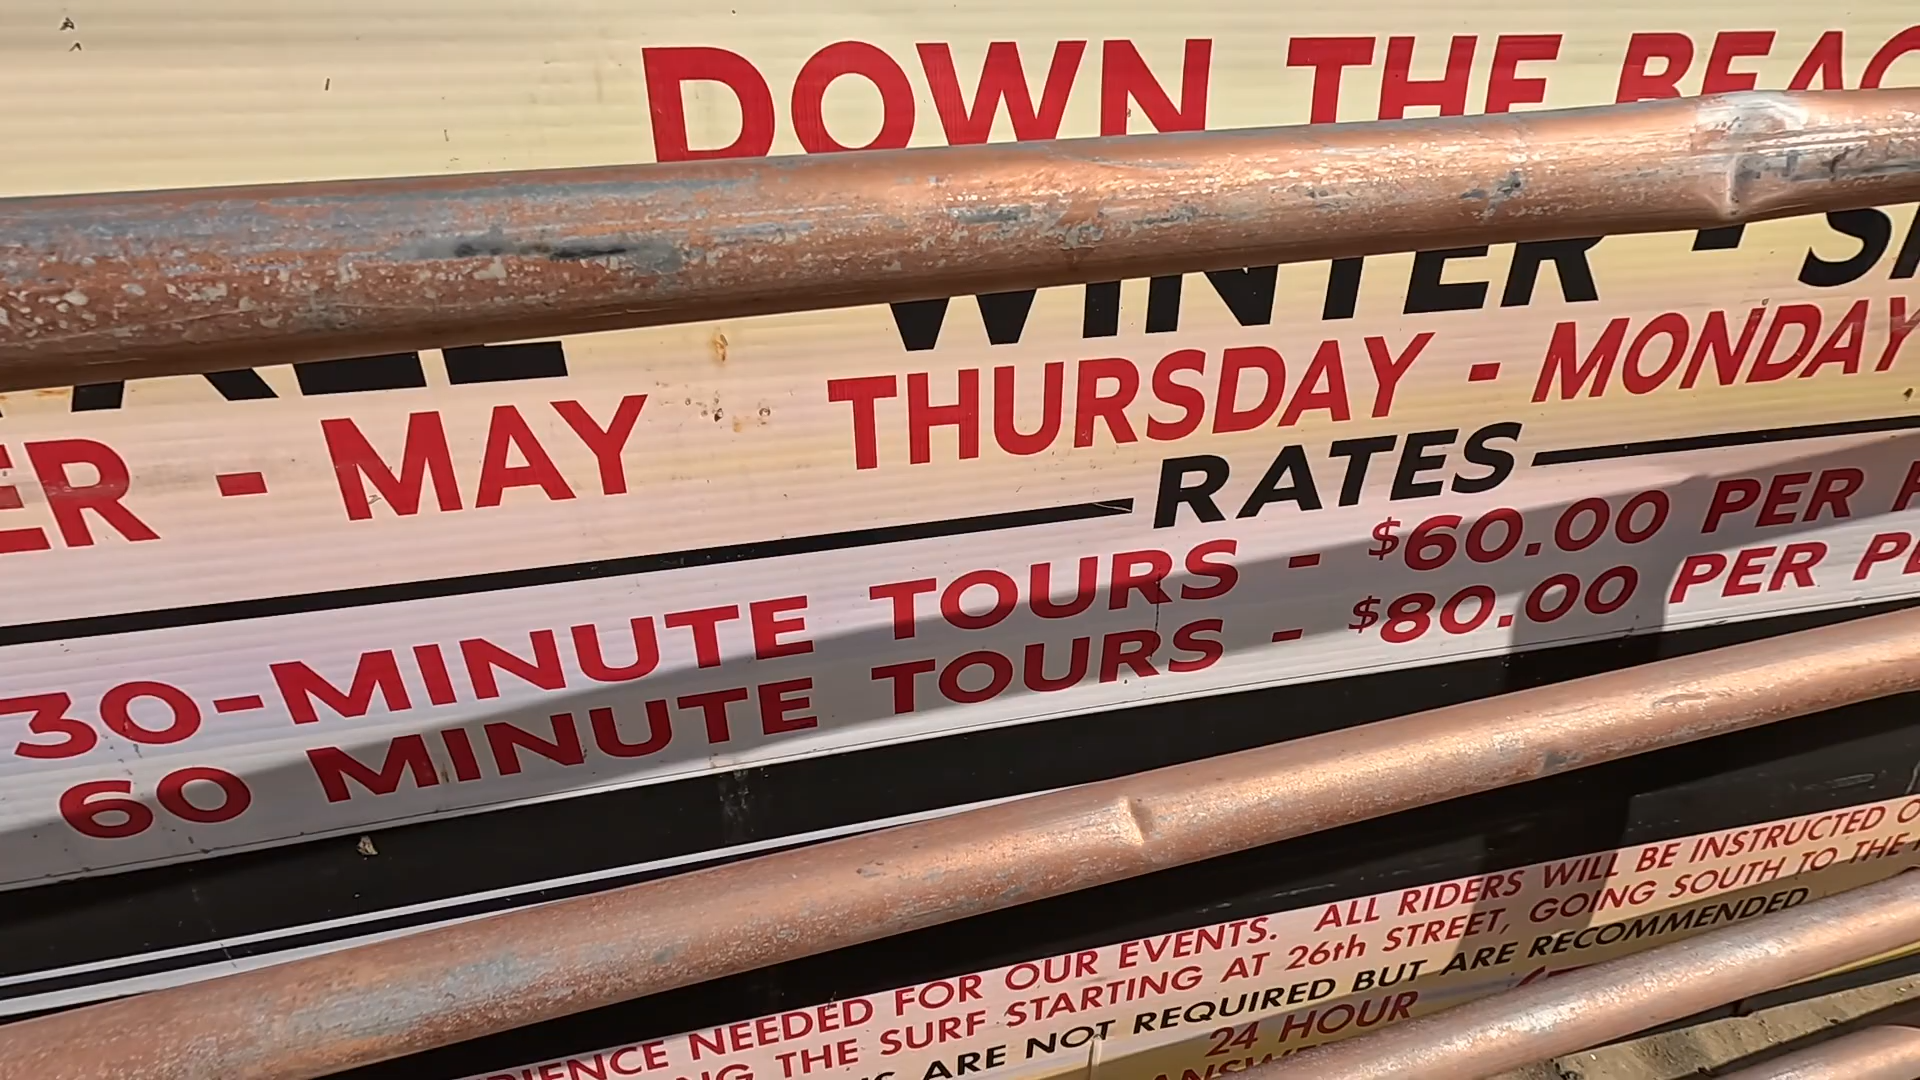 DOWN THE
WINTER -
- MAY THURSDAY - MONDAY
RATES
30-MINUTE TOURS - $60.00 PER
60 MINUTE TOURS - $80.00 PER
NEEDED FOR OUR EVENTS. ALL RIDERS WILL BE INSTRUCTED
THE SURF STARTING AT 26th STREET, GOING SOUTH TO THE
ARE NOT REQUIRED BUT ARE RECOMMENDED
24 HOUR